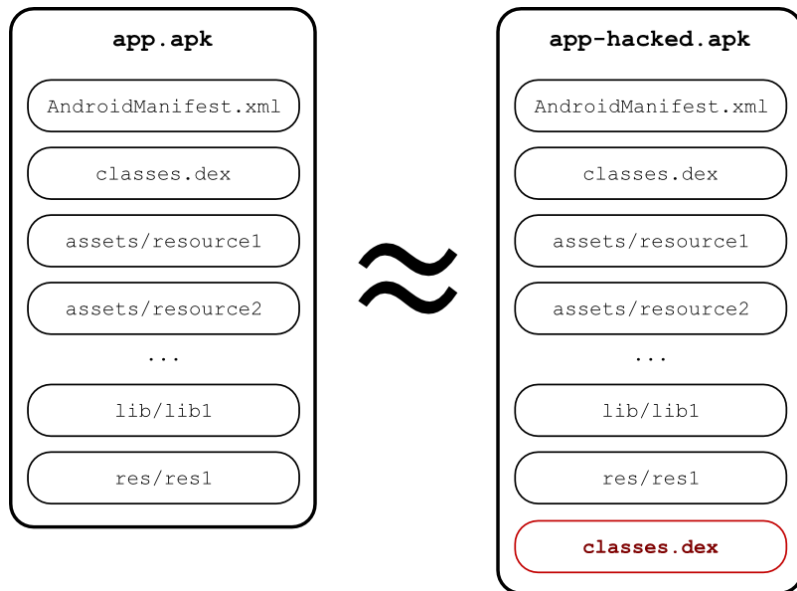 app.apk
AndroidManifest.xml
classes.dex
assets/resource1
assets/resource2
...
lib/lib1
res/res1
≈
app-hacked.apk
AndroidManifest.xml
classes.dex
assets/resource1
assets/resource2
...
lib/lib1
res/res1
classes.dex